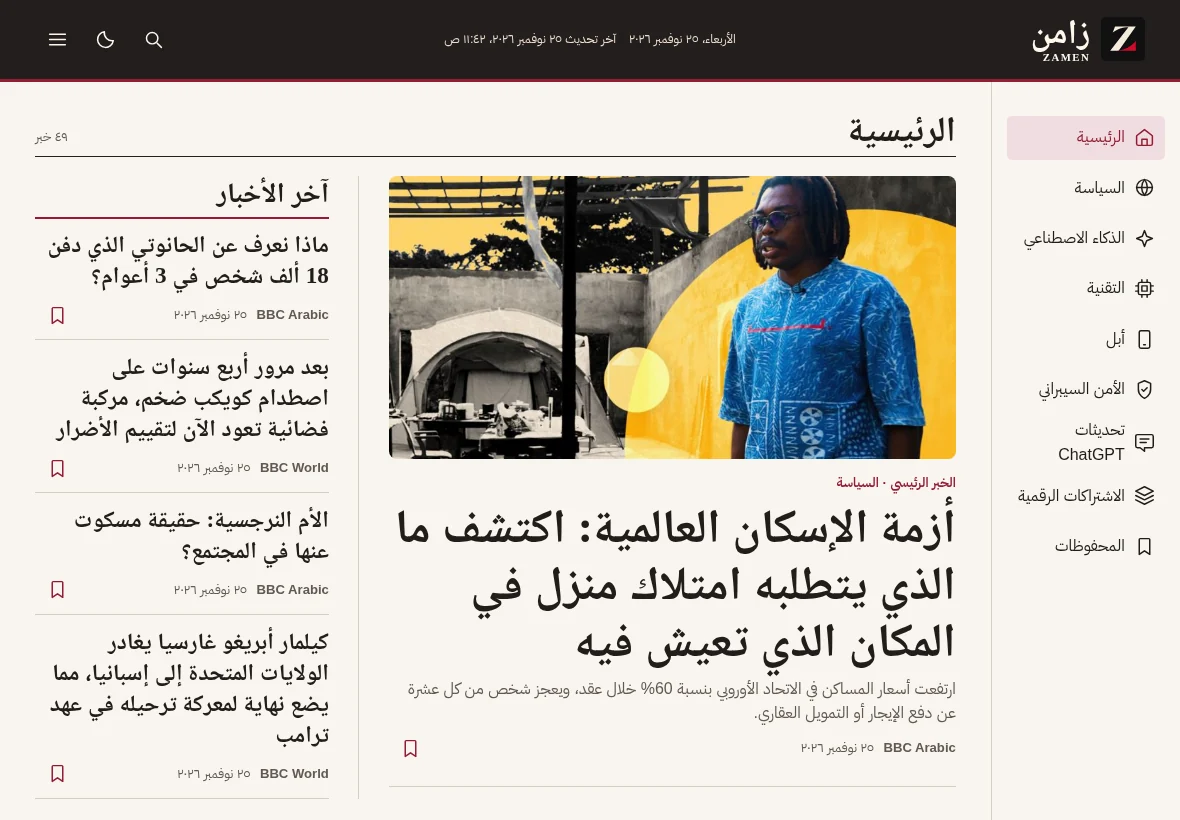 زامن
ZAMEN
الأربعاء، ٢٥ نوفمبر ٢٠٢٦
آخر تحديث ٢٥ نوفمبر ٢٠٢٦، ١١:٤٢ ص
الرئيسية
السياسة
الذكاء الاصطناعي
التقنية
أبل
الأمن السيبراني
تحديثات
ChatGPT
الاشتراكات الرقمية
المحفوظات
الرئيسية
٤٩ خبر
الخبر الرئيسي · السياسة
أزمة الإسكان العالمية: اكتشف ما
الذي يتطلبه امتلاك منزل في
المكان الذي تعيش فيه
ارتفعت أسعار المساكن في الاتحاد الأوروبي بنسبة 60% خلال عقد، ويعجز شخص من كل عشرة
عن دفع الإيجار أو التمويل العقاري.
BBC Arabic ٢٥ نوفمبر ٢٠٢٦
آخر الأخبار
ماذا نعرف عن الحانوتي الذي دفن
18 ألف شخص في 3 أعوام؟
BBC Arabic ٢٥ نوفمبر ٢٠٢٦
بعد مرور أربع سنوات على
اصطدام كويكب ضخم، مركبة
فضائية تعود الآن لتقييم الأضرار
BBC World ٢٥ نوفمبر ٢٠٢٦
الأم النرجسية: حقيقة مسكوت
عنها في المجتمع؟
BBC Arabic ٢٥ نوفمبر ٢٠٢٦
كيلمار أبريغو غارسيا يغادر
الولايات المتحدة إلى إسبانيا، مما
يضع نهاية لمعركة ترحيله في عهد
ترامب
BBC World ٢٥ نوفمبر ٢٠٢٦